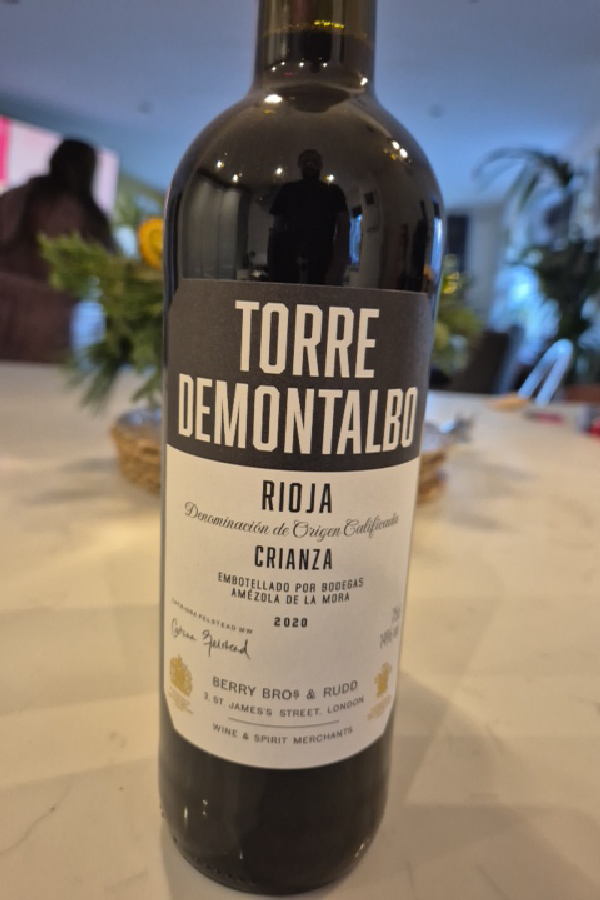 TORRE
DEMONTALBO
RIOJA
Denominación de Origen Calificada
CRIANZA
EMBOTELLADO POR BODEGAS
AMÉZOLA DE LA MORA
2020
BERRY BROS & RUDD
3, ST. JAMES'S STREET, LONDON
WINE & SPIRIT MERCHANTS